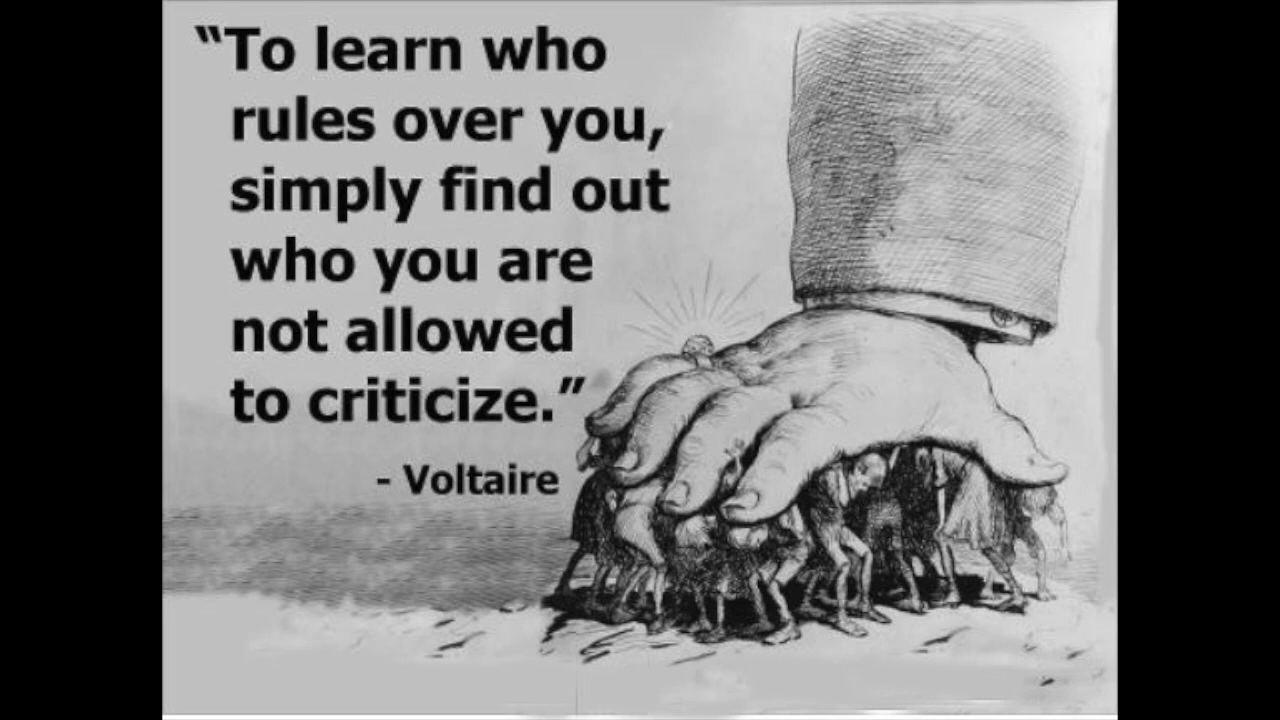 “To learn who
rules over you,
simply find out
who you are
not allowed
to criticize.”
- Voltaire